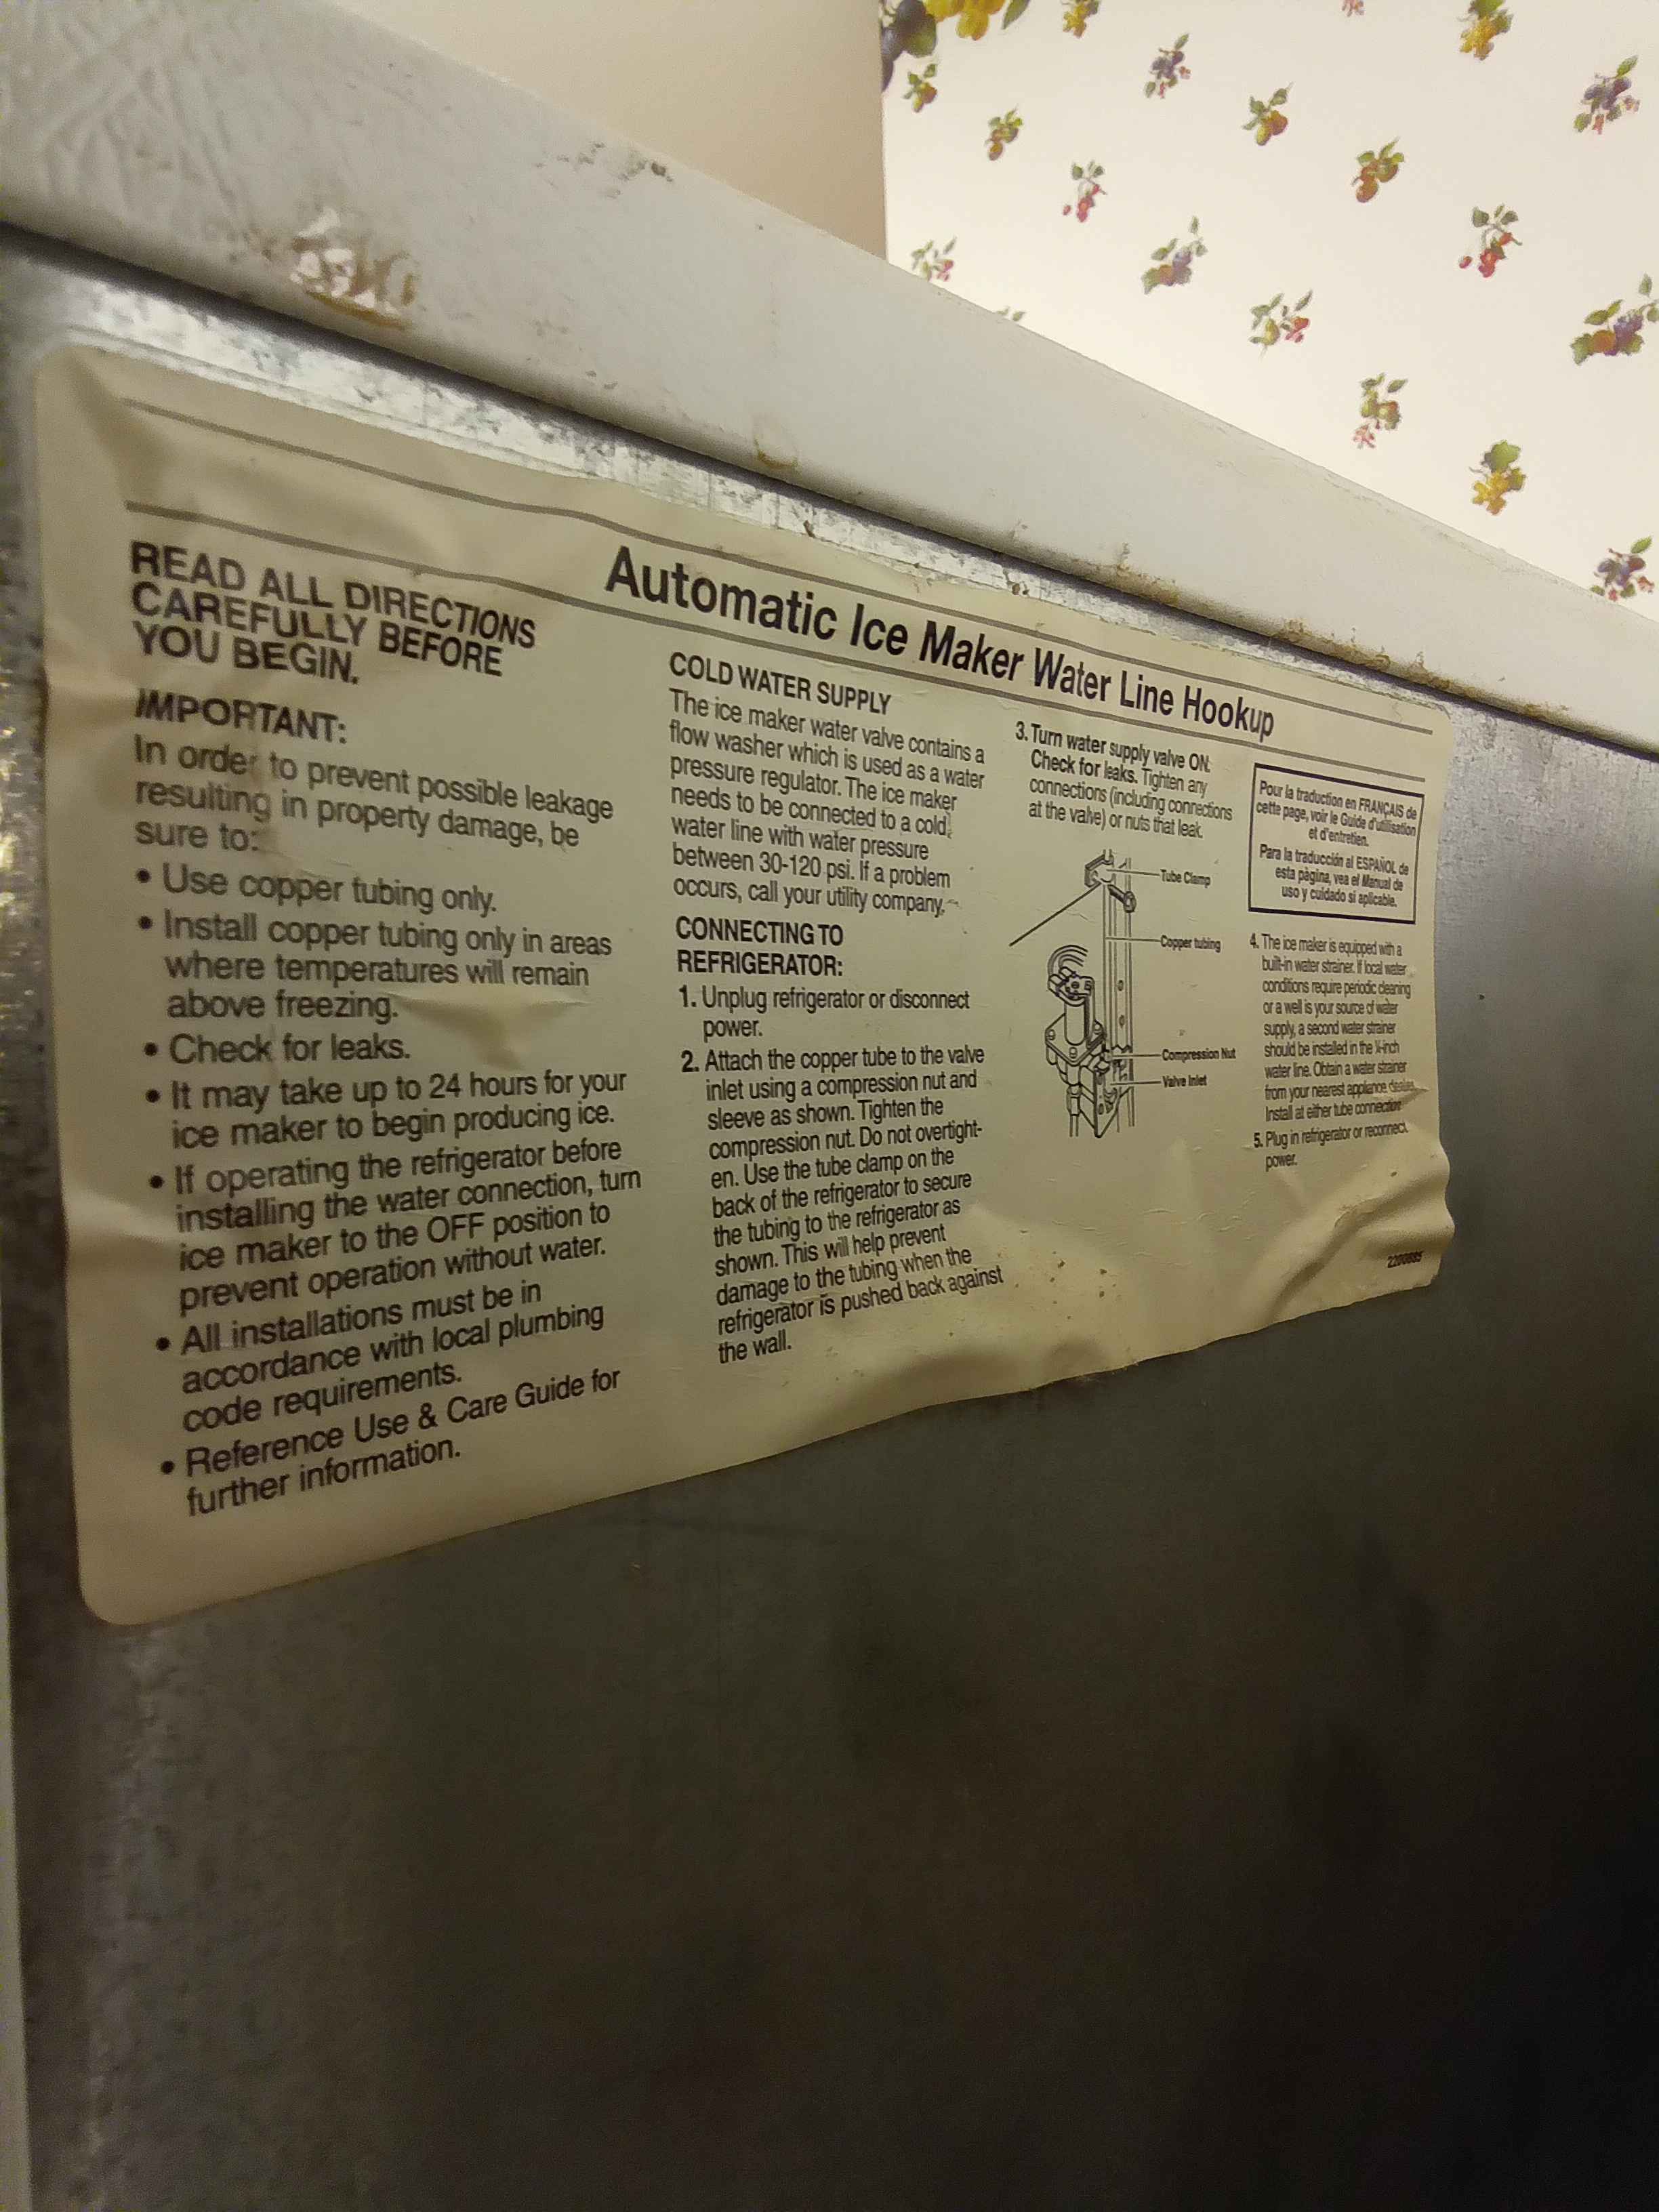 Automatic Ice Maker Water Line Hookup
READ ALL DIRECTIONS
CAREFULLY BEFORE
YOU BEGIN.
IMPORTANT:
In order to prevent possible leakage
resulting in property damage, be
sure to:
• Use copper tubing only.
• Install copper tubing only in areas
where temperatures will remain
above freezing.
• Check for leaks.
• It may take up to 24 hours for your
ice maker to begin producing ice.
• If operating the refrigerator before
installing the water connection, turn
ice maker to the OFF position to
prevent operation without water.
• All installations must be in
accordance with local plumbing
code requirements.
• Reference Use & Care Guide for
further information.
COLD WATER SUPPLY
The ice maker water valve contains a
flow washer which is used as a water
pressure regulator. The ice maker
needs to be connected to a cold
water line with water pressure
between 30-120 psi. If a problem
occurs, call your utility company.
CONNECTING TO
REFRIGERATOR:
1. Unplug refrigerator or disconnect
power.
2. Attach the copper tube to the valve
inlet using a compression nut and
sleeve as shown. Tighten the
compression nut. Do not overtight-
en. Use the tube clamp on the
back of the refrigerator to secure
the tubing to the refrigerator as
shown. This will help prevent
damage to the tubing when the
refrigerator is pushed back against
the wall.
3. Turn water supply valve ON.
Check for leaks. Tighten any
connections (including connections
at the valve) or nuts that leak.
Tube Clamp
Copper tubing
Compression Nut
Valve Inlet
Pour la traduction en FRANÇAIS de
cette page, voir le Guide d'utilisation
et d'entretien.
Para la traducción al ESPAÑOL de
esta página, vea el Manual de
uso y cuidado si aplicable.
4. The ice maker is equipped with a
built-in water strainer. If local water
conditions require periodic cleaning
or a well is your source of water
supply, a second water strainer
should be installed in the ¼-inch
water line. Obtain a water strainer
from your nearest appliance dealer.
Install at either tube connection.
5. Plug in refrigerator or reconnect
power.
2200885